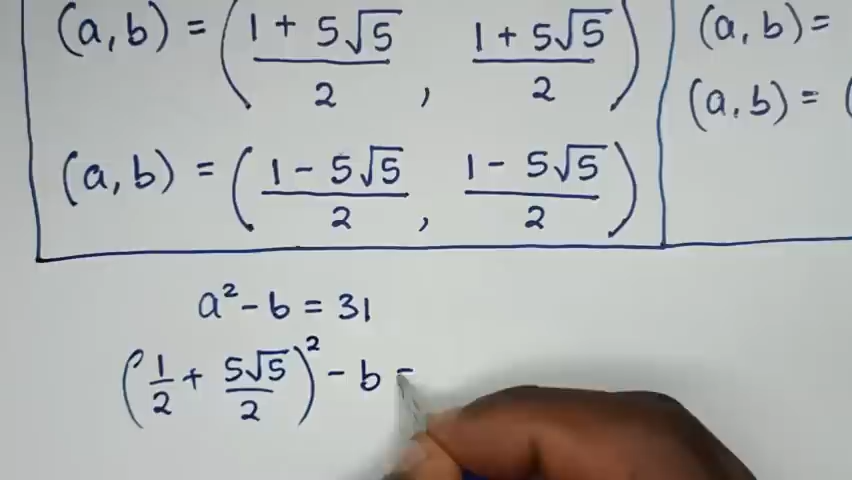 (a, b) = ( (1 + 5√5)/2 , (1 + 5√5)/2 )
(a, b) = ( (1 - 5√5)/2 , (1 - 5√5)/2 )
(a, b) =
(a, b) = (
a² - b = 31
(1/2 + 5√5/2)² - b =